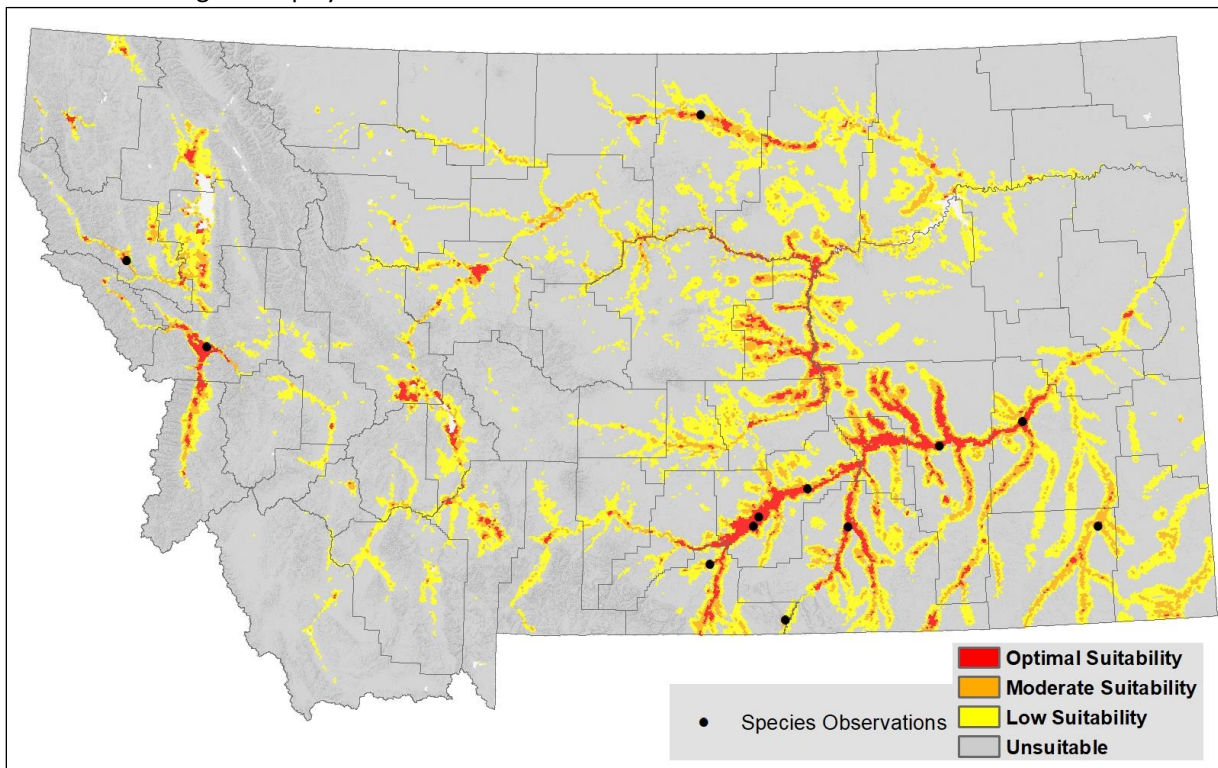 Optimal Suitability
Moderate Suitability
Species Observations
Low Suitability
Unsuitable